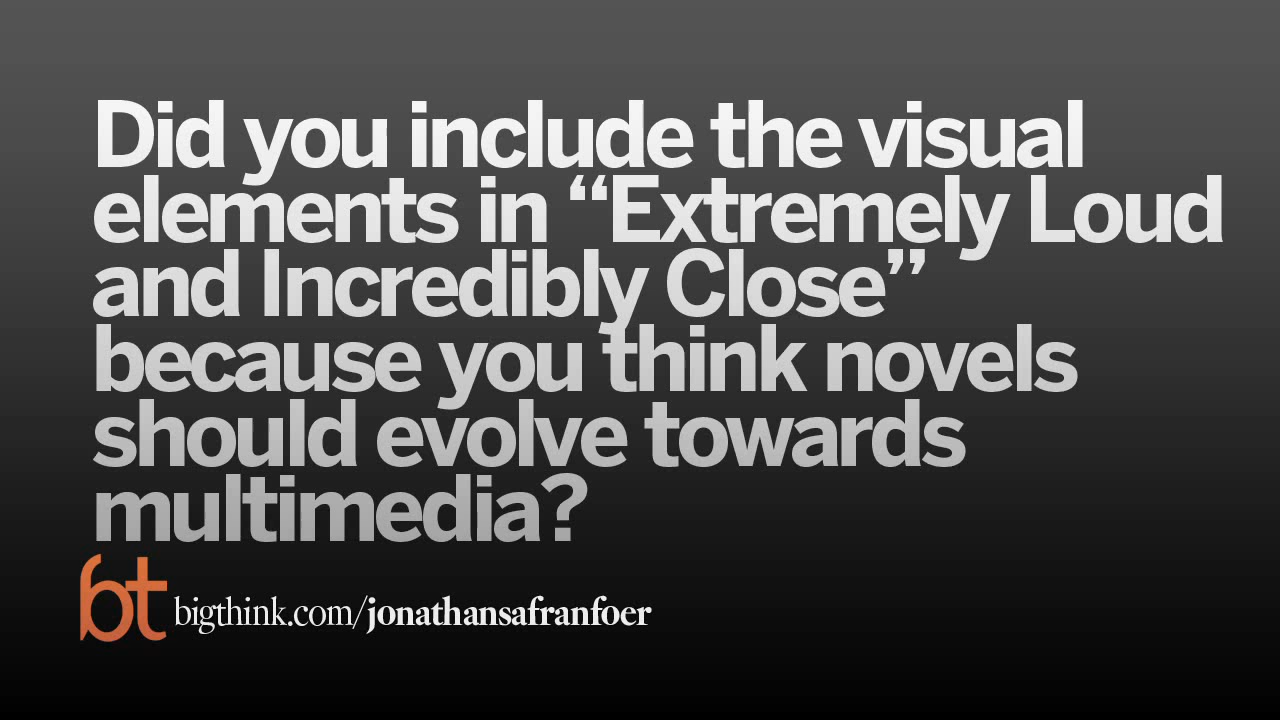 Did you include the visual
elements in “Extremely Loud
and Incredibly Close”
because you think novels
should evolve towards
multimedia?
bt bigthink.com/jonathansafranfoer